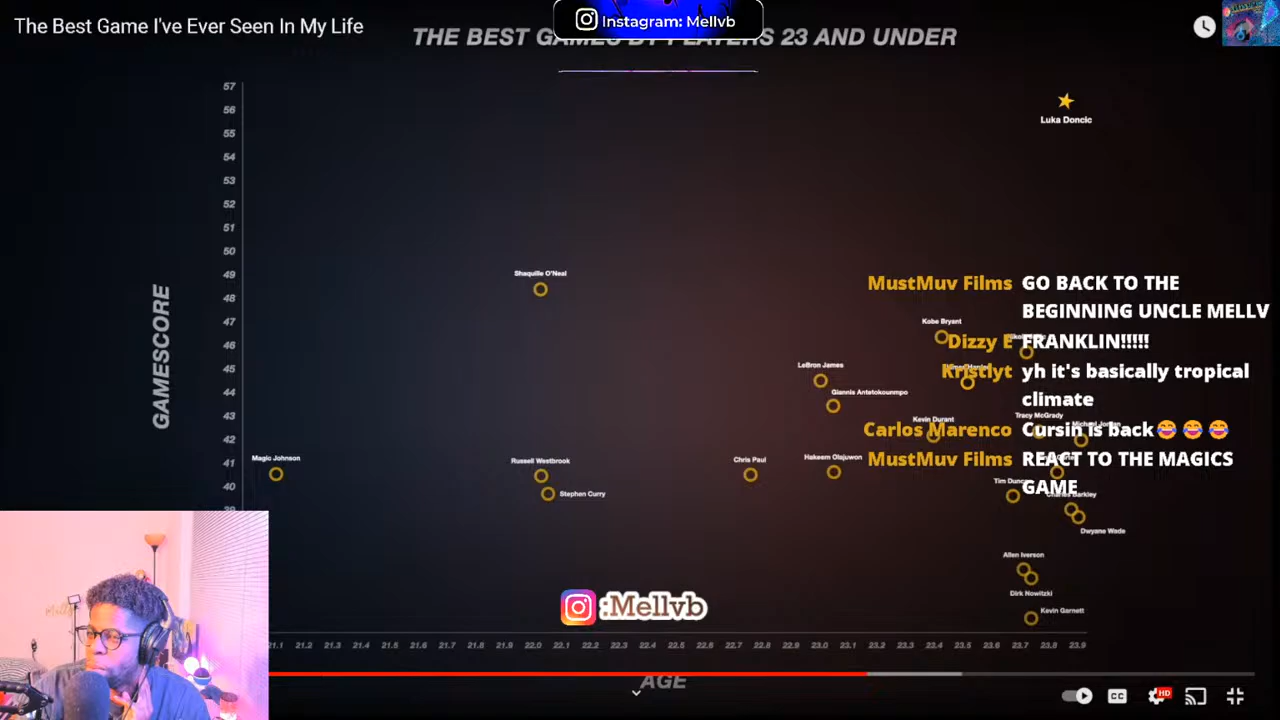 The Best Game I've Ever Seen In My Life
Instagram: Mellvb
THE BEST GAMES BY PLAYERS 23 AND UNDER
57
56
55
54
53
52
51
50
49
48
47
46
45
44
43
42
41
40
39
GAMESCORE
Luka Doncic
Shaquille O'Neal
Kobe Bryant
LeBron James
Giannis Antetokounmpo
Kevin Durant
Tracy McGrady
Magic Johnson
Russell Westbrook
Stephen Curry
Chris Paul
Hakeem Olajuwon
Tim Duncan
Charles Barkley
Dwyane Wade
Allen Iverson
Dirk Nowitzki
Kevin Garnett
MustMuv Films GO BACK TO THE
BEGINNING UNCLE MELLV
Dizzy E FRANKLIN!!!!!
Kristlyt yh it's basically tropical
climate
Carlos Marenco Cursin is back😂😂😂
MustMuv Films REACT TO THE MAGICS
GAME
:Mellvb
21.1 21.2 21.3 21.4 21.5 21.6 21.7 21.8 21.9 22.0 22.1 22.2 22.3 22.4 22.5 22.6 22.7 22.8 22.9 23.0 23.1 23.2 23.3 23.4 23.5 23.6 23.7 23.8 23.9
AGE
CC
HD